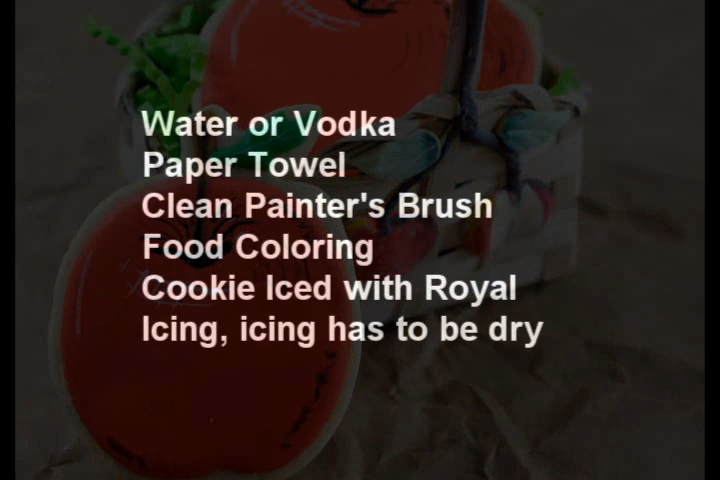 Water or Vodka
Paper Towel
Clean Painter's Brush
Food Coloring
Cookie Iced with Royal
Icing, icing has to be dry